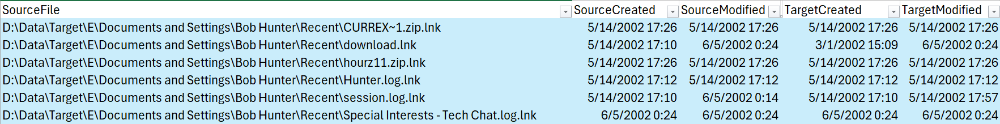 SourceFile SourceCreated SourceModified TargetCreated TargetModified
D:\Data\Target\E\Documents and Settings\Bob Hunter\Recent\CURREX~1.zip.lnk 5/14/2002 17:26 5/14/2002 17:26 5/14/2002 17:26 5/14/2002 17:26
D:\Data\Target\E\Documents and Settings\Bob Hunter\Recent\download.lnk 5/14/2002 17:10 6/5/2002 0:24 3/1/2002 15:09 6/5/2002 0:24
D:\Data\Target\E\Documents and Settings\Bob Hunter\Recent\hourz11.zip.lnk 5/14/2002 17:26 5/14/2002 17:26 5/14/2002 17:26 5/14/2002 17:26
D:\Data\Target\E\Documents and Settings\Bob Hunter\Recent\Hunter.log.lnk 5/14/2002 17:12 5/14/2002 17:12 5/14/2002 17:12 5/14/2002 17:12
D:\Data\Target\E\Documents and Settings\Bob Hunter\Recent\session.log.lnk 5/14/2002 17:10 6/5/2002 0:14 5/14/2002 17:10 5/14/2002 17:57
D:\Data\Target\E\Documents and Settings\Bob Hunter\Recent\Special Interests - Tech Chat.log.lnk 6/5/2002 0:24 6/5/2002 0:24 6/5/2002 0:24 6/5/2002 0:24